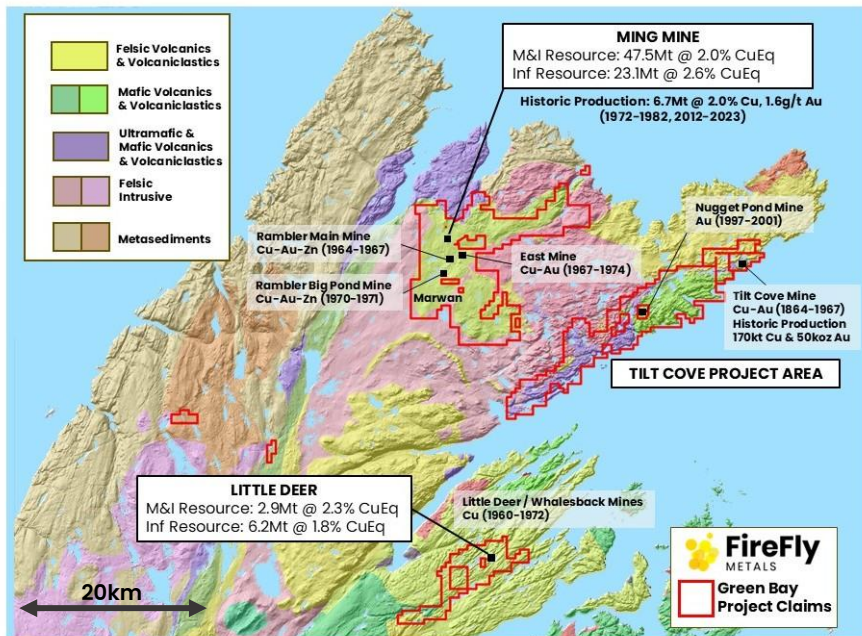 Felsic Volcanics
& Volcaniclastics
Mafic Volcanics
& Volcaniclastics
Ultramafic &
Mafic Volcanics
& Volcaniclastics
Felsic
Intrusive
Metasediments
MING MINE
M&I Resource: 47.5Mt @ 2.0% CuEq
Inf Resource: 23.1Mt @ 2.6% CuEq
Historic Production: 6.7Mt @ 2.0% Cu, 1.6g/t Au
(1972-1982, 2012-2023)
Nugget Pond Mine
Au (1997-2001)
Rambler Main Mine
Cu-Au-Zn (1964-1967)
East Mine
Cu-Au (1967-1974)
Rambler Big Pond Mine
Cu-Au-Zn (1970-1971)
Marwan
Tilt Cove Mine
Cu-Au (1864-1967)
Historic Production
170kt Cu & 50koz Au
TILT COVE PROJECT AREA
LITTLE DEER
M&I Resource: 2.9Mt @ 2.3% CuEq
Inf Resource: 6.2Mt @ 1.8% CuEq
Little Deer / Whalesback Mines
Cu (1960-1972)
FireFly
METALS
Green Bay
Project Claims
20km